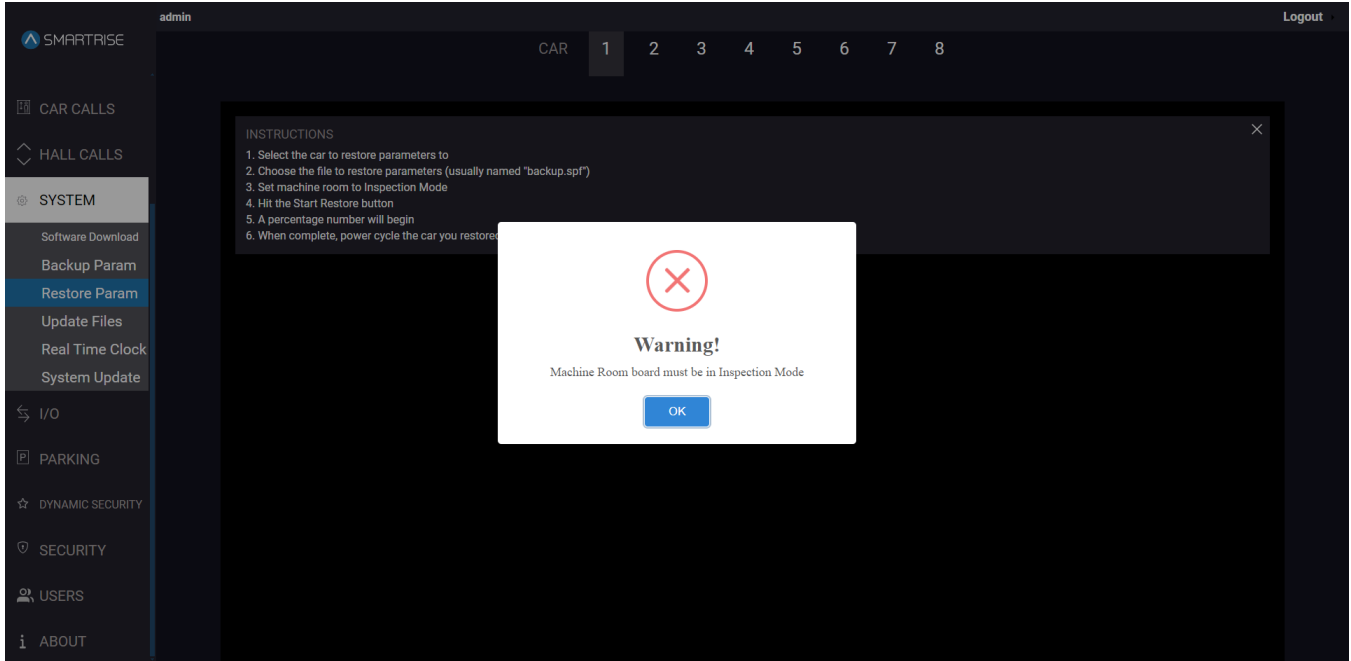 admin
Logout
SMARTRISE
CAR 1 2 3 4 5 6 7 8
CAR CALLS
HALL CALLS
SYSTEM
Software Download
Backup Param
Restore Param
Update Files
Real Time Clock
System Update
I/O
P PARKING
DYNAMIC SECURITY
SECURITY
USERS
i ABOUT
INSTRUCTIONS
1. Select the car to restore parameters to
2. Choose the file to restore parameters (usually named "backup.spf")
3. Set machine room to Inspection Mode
4. Hit the Start Restore button
5. A percentage number will begin
6. When complete, power cycle the car you restored
Warning!
Machine Room board must be in Inspection Mode
OK